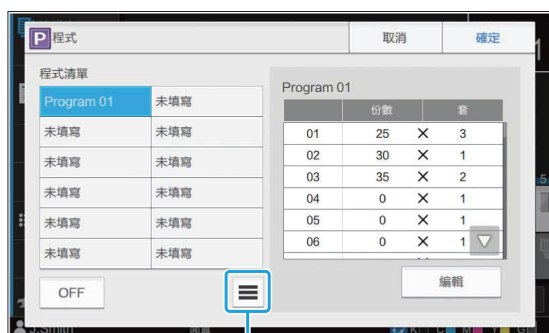 P 程式
取消
確定
程式清單
Program 01 未填寫
未填寫 未填寫
未填寫 未填寫
未填寫 未填寫
未填寫 未填寫
未填寫 未填寫
OFF
Program 01
份數 套
01 25 × 3
02 30 × 1
03 35 × 2
04 0 × 1
05 0 × 1
06 0 × 1
編輯
J.Smith